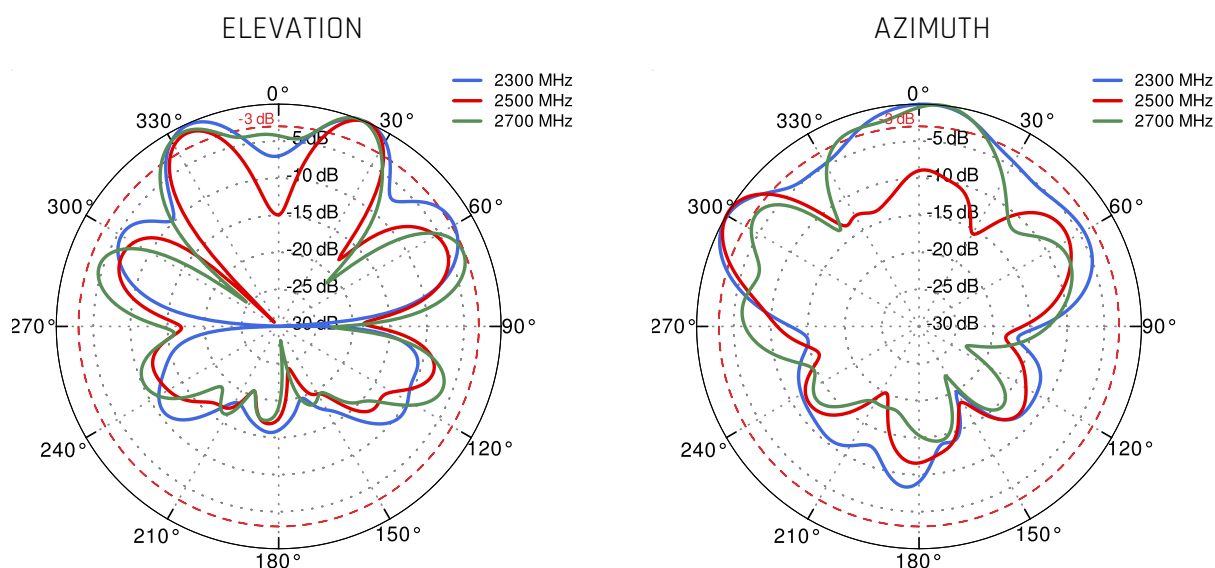 ELEVATION
2300 MHz
2500 MHz
2700 MHz
0°
30°
60°
90°
120°
150°
180°
210°
240°
270°
300°
330°
-3 dB
-5 dB
-10 dB
-15 dB
-20 dB
-25 dB
-30 dB
AZIMUTH
2300 MHz
2500 MHz
2700 MHz
0°
30°
60°
90°
120°
150°
180°
210°
240°
270°
300°
330°
-3 dB
-5 dB
-10 dB
-15 dB
-20 dB
-25 dB
-30 dB